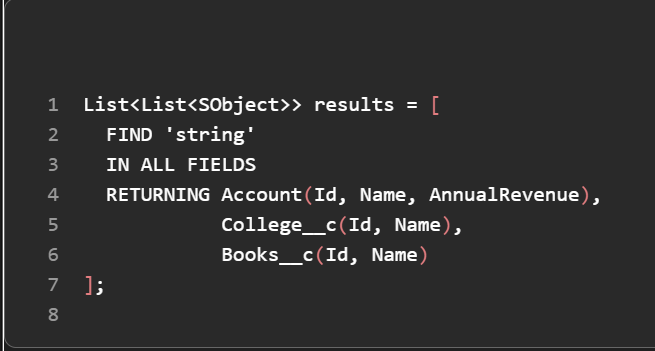 1 List<List<SObject>> results = [
2 FIND 'string'
3 IN ALL FIELDS
4 RETURNING Account(Id, Name, AnnualRevenue),
5 College__c(Id, Name),
6 Books__c(Id, Name)
7 ];
8